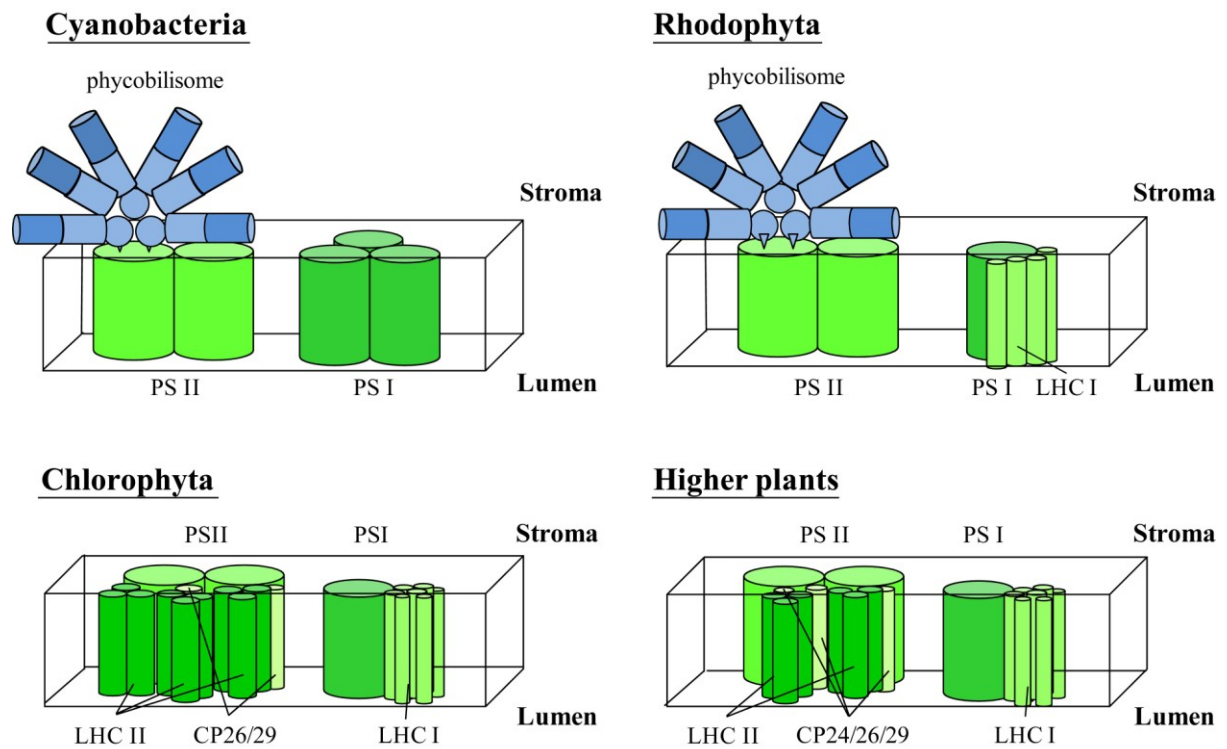 Cyanobacteria
phycobilisome
Stroma
PS II
PS I
Lumen
Rhodophyta
phycobilisome
Stroma
PS II
PS I
LHC I
Lumen
Chlorophyta
PSII
PSI
Stroma
LHC II
CP26/29
LHC I
Lumen
Higher plants
PS II
PS I
Stroma
LHC II
CP24/26/29
LHC I
Lumen